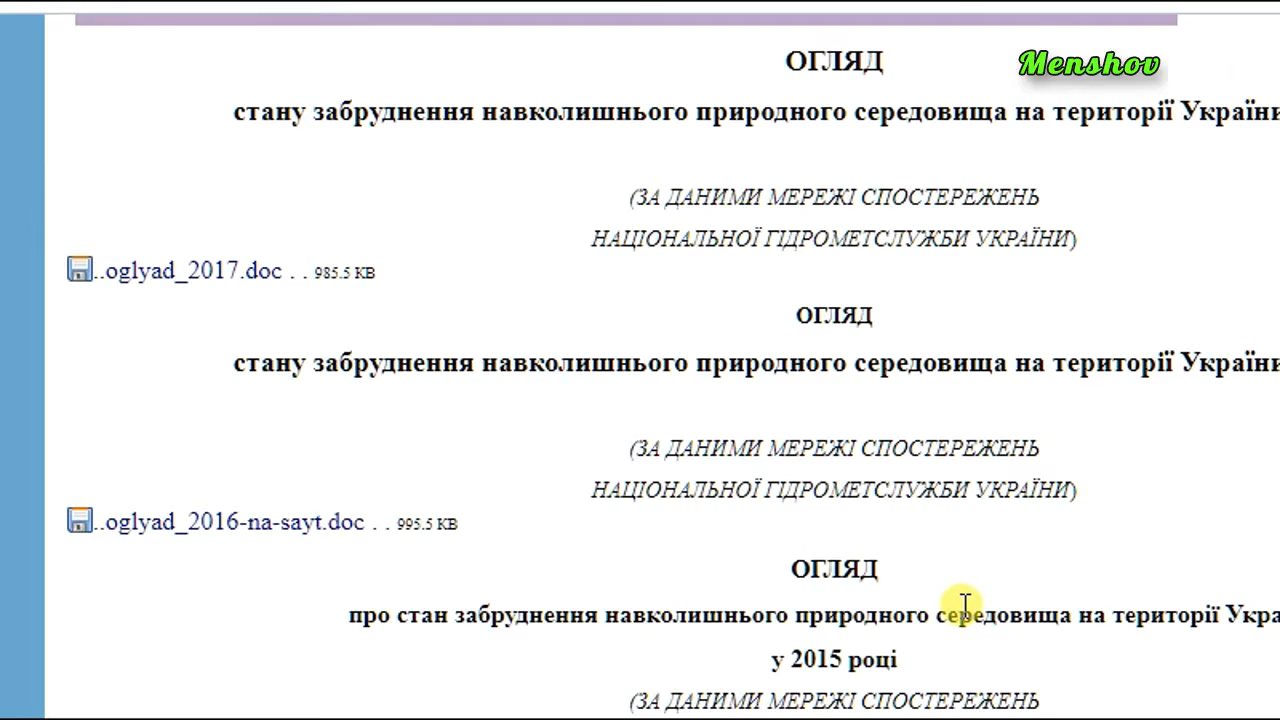 ОГЛЯД
Menshov
стану забруднення навколишнього природного середовища на території України
(ЗА ДАНИМИ МЕРЕЖІ СПОСТЕРЕЖЕНЬ
НАЦІОНАЛЬНОЇ ГІДРОМЕТСЛУЖБИ УКРАЇНИ)
..oglyad_2017.doc . . 985.5 KB
ОГЛЯД
стану забруднення навколишнього природного середовища на території України
(ЗА ДАНИМИ МЕРЕЖІ СПОСТЕРЕЖЕНЬ
НАЦІОНАЛЬНОЇ ГІДРОМЕТСЛУЖБИ УКРАЇНИ)
..oglyad_2016-na-sayt.doc . . 995.5 KB
ОГЛЯД
про стан забруднення навколишнього природного середовища на території Укра
у 2015 році
(ЗА ДАНИМИ МЕРЕЖІ СПОСТЕРЕЖЕНЬ